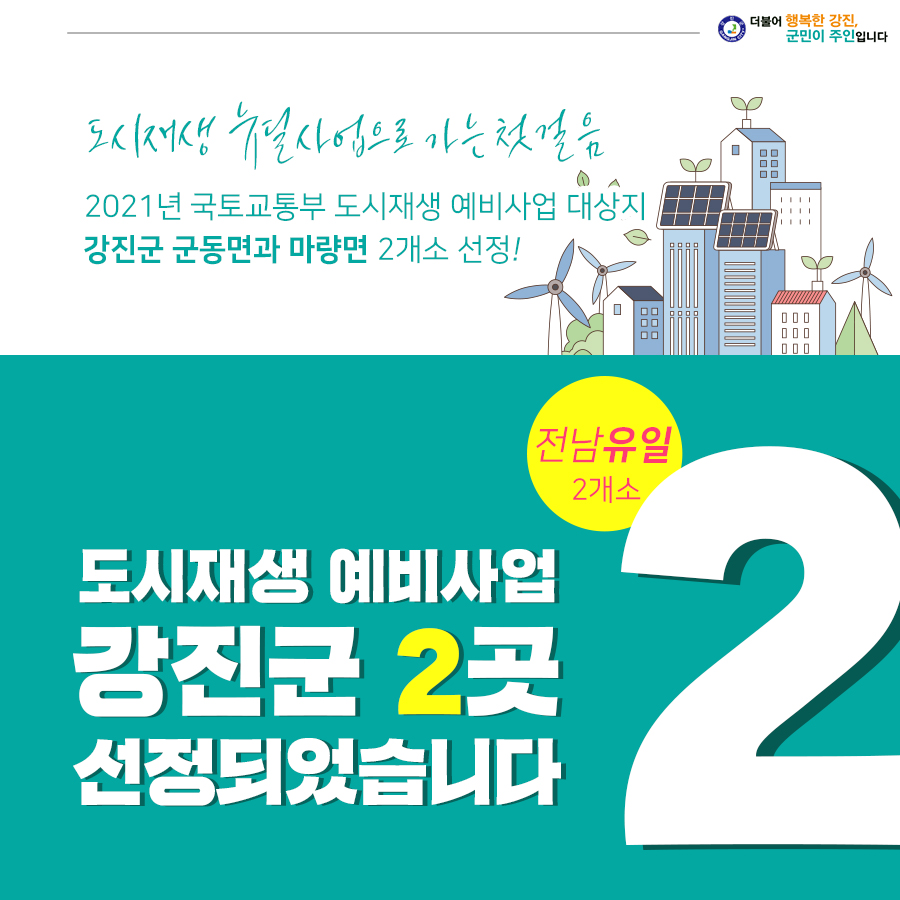 더불어 행복한 강진,
군민이 주인입니다
도시재생 뉴딜사업으로 가는 첫걸음
2021년 국토교통부 도시재생 예비사업 대상지
강진군 군동면과 마량면 2개소 선정!
전남유일
2개소
2
도시재생 예비사업
강진군 2곳
선정되었습니다